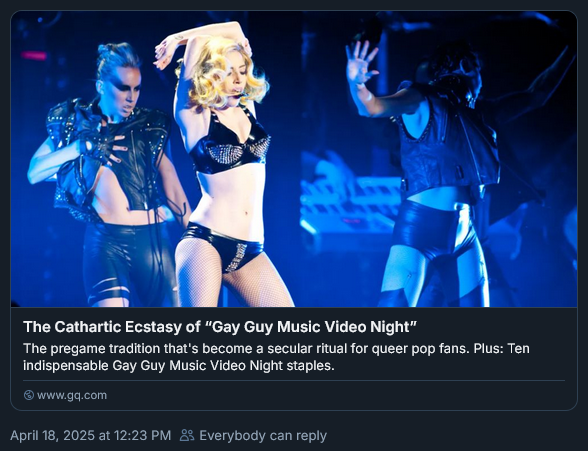 The Cathartic Ecstasy of “Gay Guy Music Video Night”
The pregame tradition that's become a secular ritual for queer pop fans. Plus: Ten
indispensable Gay Guy Music Video Night staples.
www.gq.com
April 18, 2025 at 12:23 PM Everybody can reply